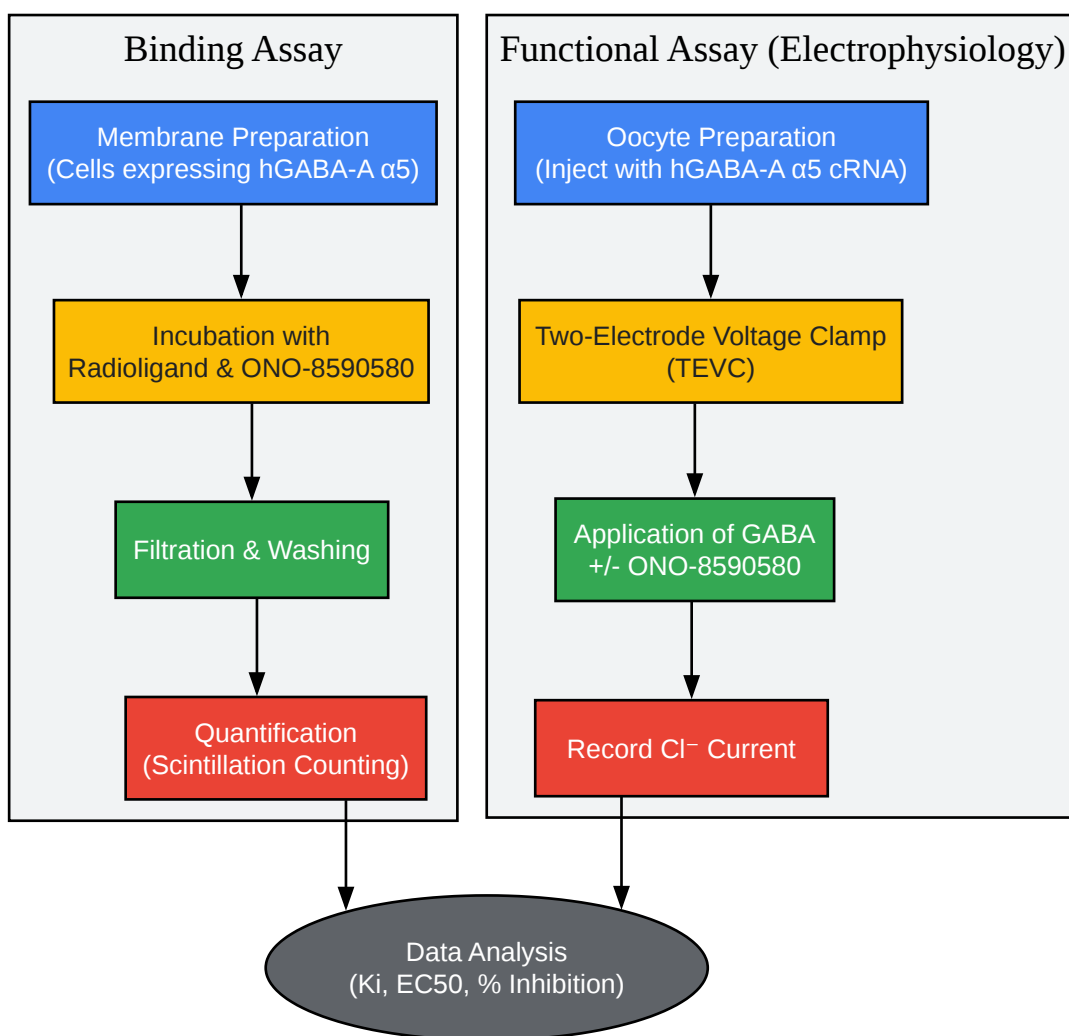 Binding Assay
Membrane Preparation
(Cells expressing hGABA-A α5)
Incubation with
Radioligand & ONO-8590580
Filtration & Washing
Quantification
(Scintillation Counting)
Functional Assay (Electrophysiology)
Oocyte Preparation
(Inject with hGABA-A α5 cRNA)
Two-Electrode Voltage Clamp
(TEVC)
Application of GABA
+/- ONO-8590580
Record Cl⁻ Current
Data Analysis
(Ki, EC50, % Inhibition)